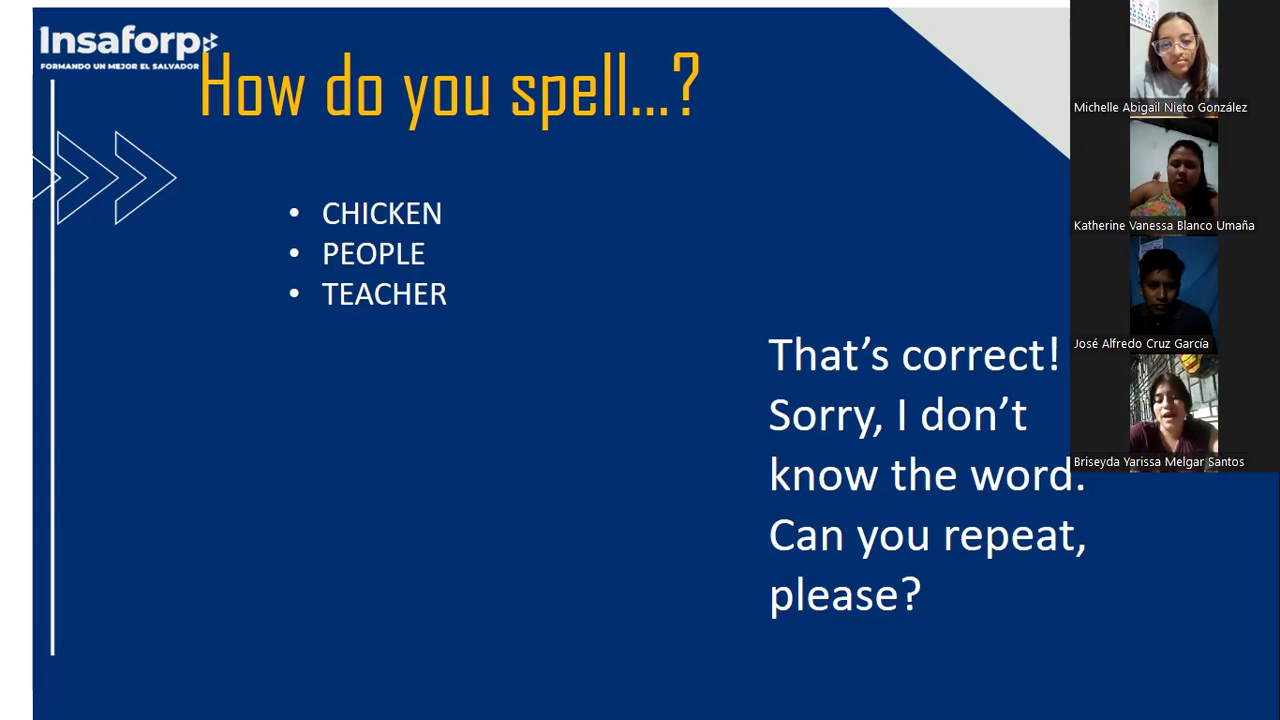 Insaforp
FORMANDO UN MEJOR EL SALVADOR
How do you spell...?
• CHICKEN
• PEOPLE
• TEACHER
That’s correct!
Sorry, I don’t
know the word.
Can you repeat,
please?
Michelle Abigail Nieto González
Katherine Vanessa Blanco Umaña
José Alfredo Cruz García
Briseyda Yarissa Melgar Santos